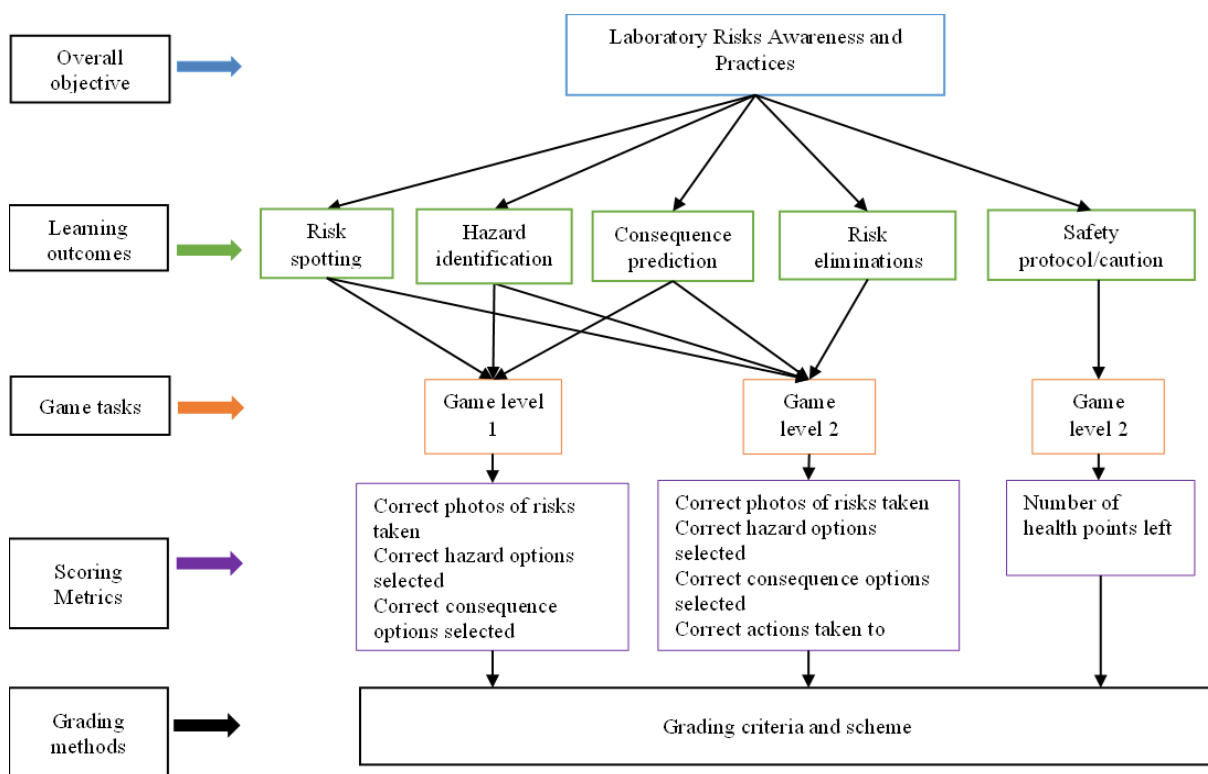 Overall
objective
Laboratory Risks Awareness and
Practices
Learning
outcomes
Risk
spotting
Hazard
identification
Consequence
prediction
Risk
eliminations
Safety
protocol/caution
Game tasks
Game level
1
Game
level 2
Game
level 2
Scoring
Metrics
Correct photos of risks
taken
Correct hazard options
selected
Correct consequence
options selected
Correct photos of risks taken
Correct hazard options
selected
Correct consequence options
selected
Correct actions taken to
Number of
health points left
Grading
methods
Grading criteria and scheme